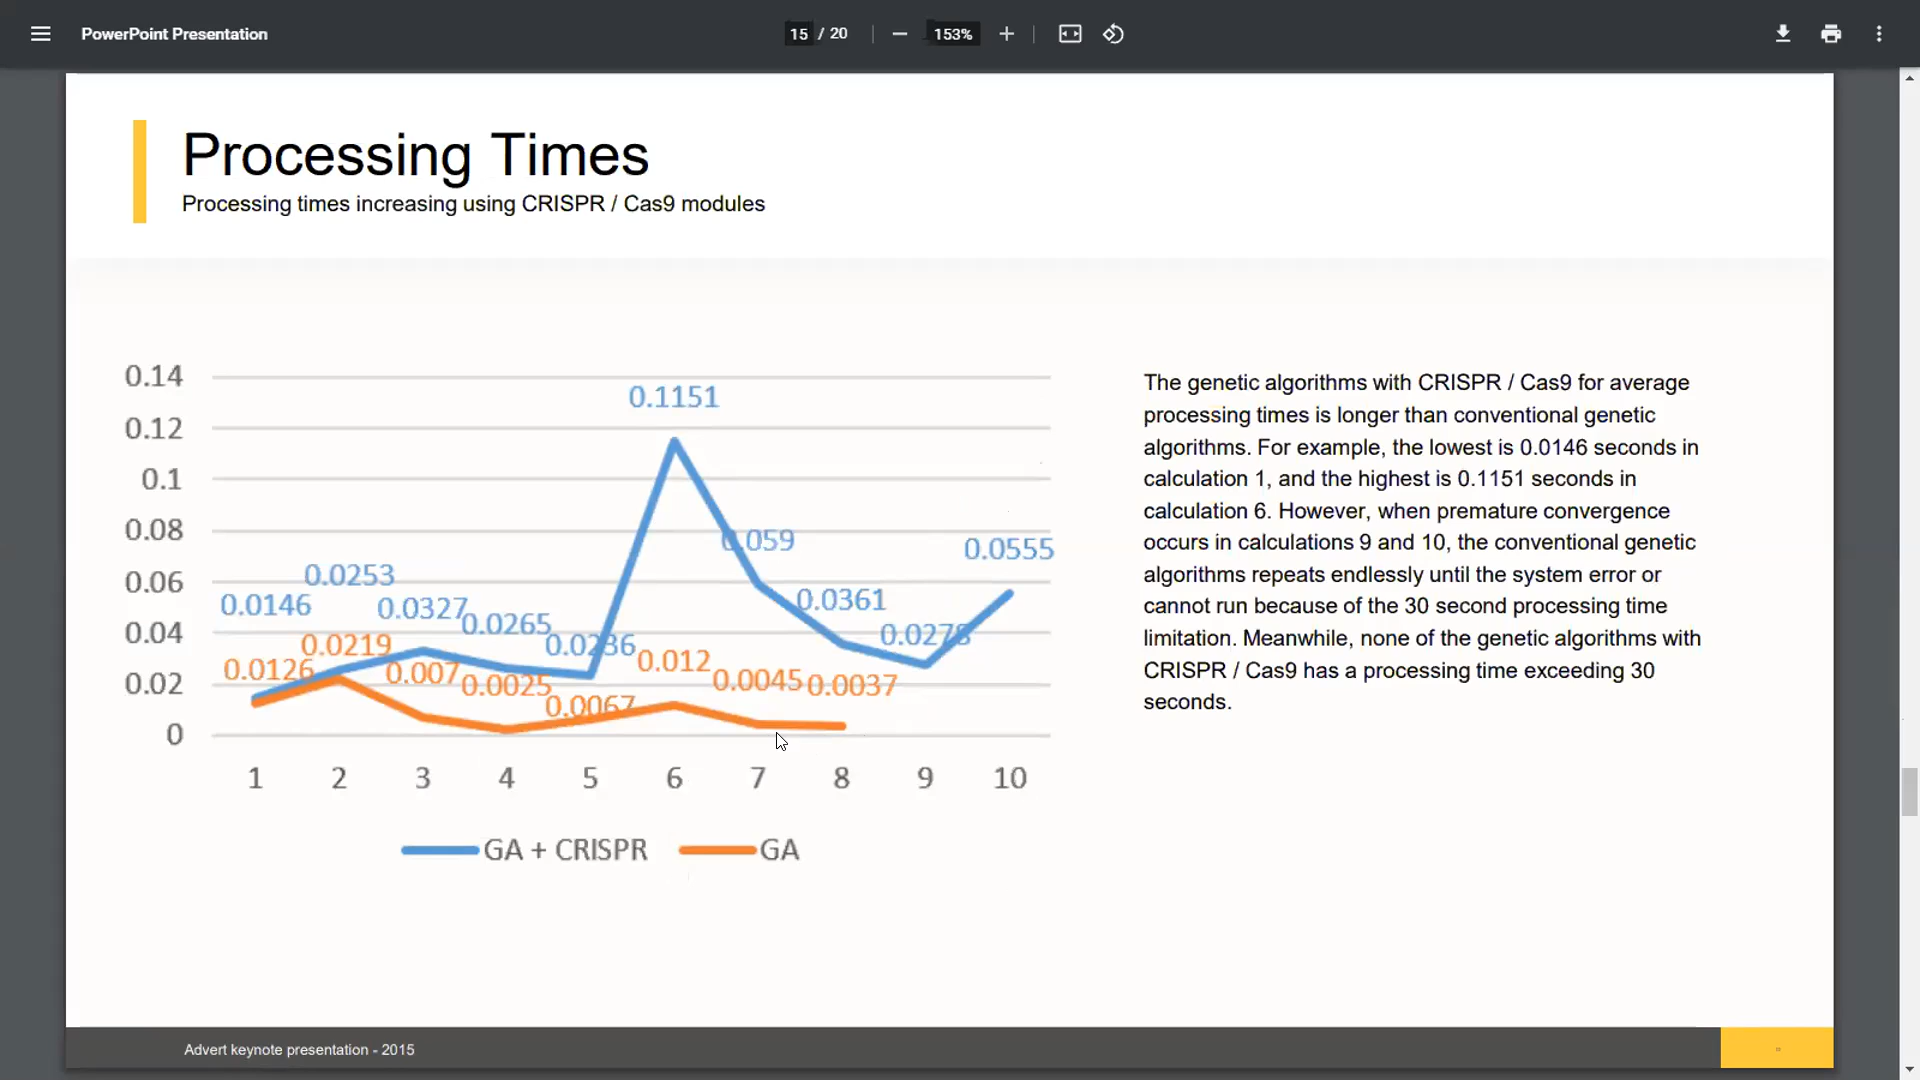 PowerPoint Presentation
15 / 20
153%
Processing Times
Processing times increasing using CRISPR / Cas9 modules
0.14
0.12
0.1
0.08
0.06
0.04
0.02
0
0.1151
0.059
0.0555
0.0253
0.0146
0.0327
0.0265
0.0236
0.0361
0.0278
0.0126
0.0219
0.007
0.0025
0.0067
0.012
0.0045
0.0037
1 2 3 4 5 6 7 8 9 10
GA + CRISPR GA
The genetic algorithms with CRISPR / Cas9 for average
processing times is longer than conventional genetic
algorithms. For example, the lowest is 0.0146 seconds in
calculation 1, and the highest is 0.1151 seconds in
calculation 6. However, when premature convergence
occurs in calculations 9 and 10, the conventional genetic
algorithms repeats endlessly until the system error or
cannot run because of the 30 second processing time
limitation. Meanwhile, none of the genetic algorithms with
CRISPR / Cas9 has a processing time exceeding 30
seconds.
Advert keynote presentation - 2015